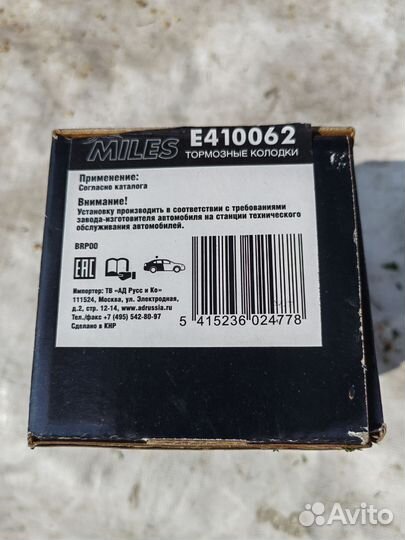 MILES
E410062
ТОРМОЗНЫЕ КОЛОДКИ
Применение:
Согласно каталога
Внимание!
Установку производить в соответствии с требованиями
завода-изготовителя автомобиля на станции технического
обслуживания автомобилей.
BRP00
EAC
Импортер: ТВ «АД Русс и Ко»
111524, Москва, ул. Электродная,
д.2, стр. 12-14, www.adrussia.ru
Тел./факс +7 (495) 542-80-97
Сделано в КНР
5 415236 024778
Avito